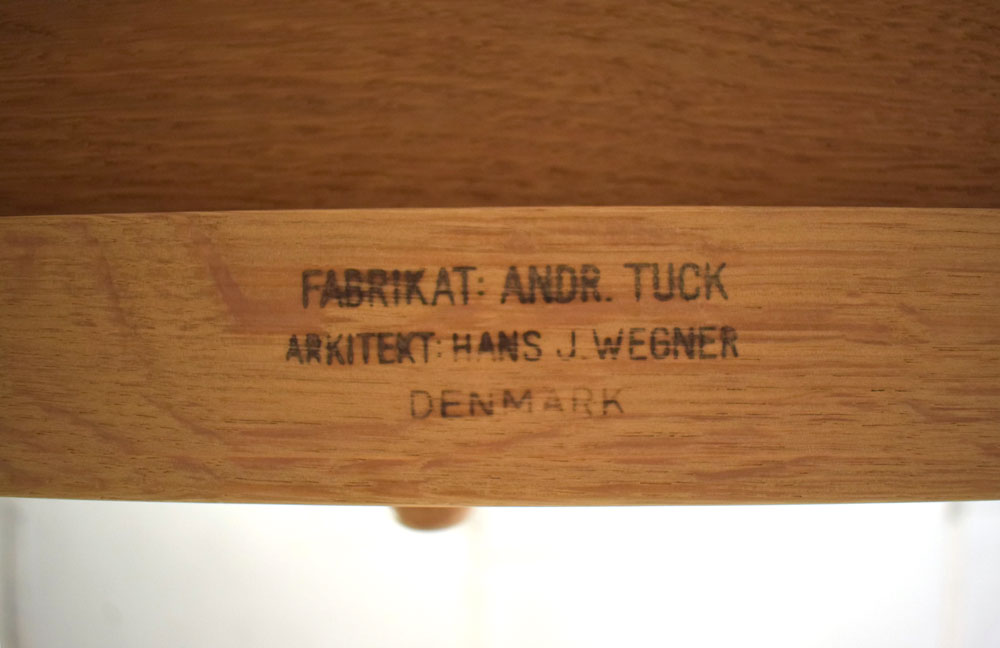 FABRIKAT: ANDR. TUCK
ARKITEKT: HANS J. WEGNER
DENMARK